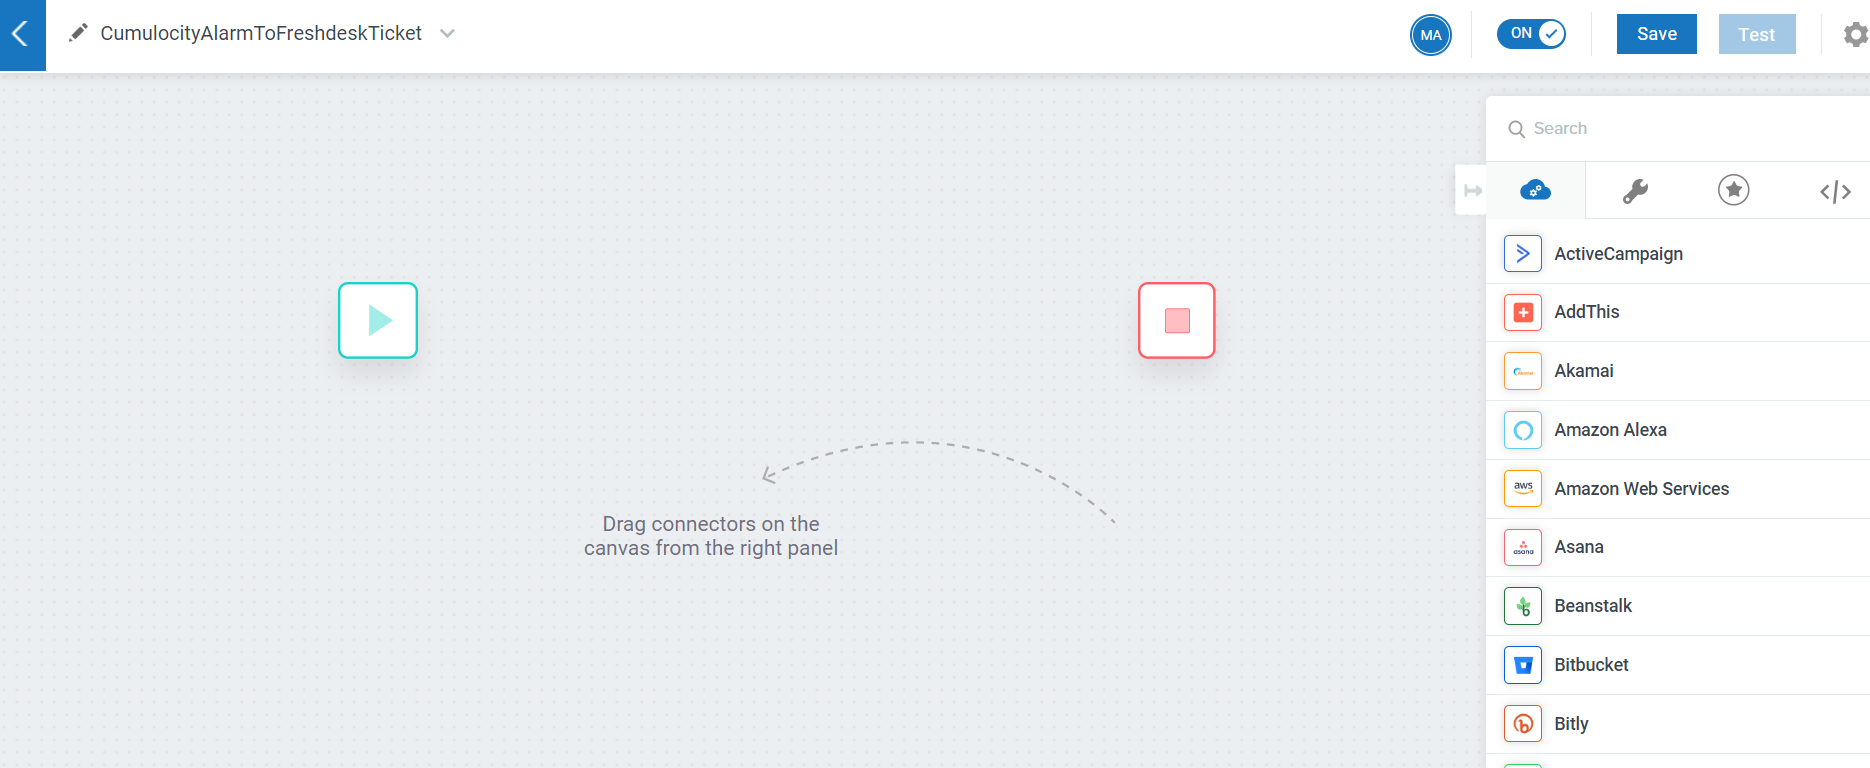 CumulocityAlarmToFreshdeskTicket
MA
ON
Save
Test
Search
ActiveCampaign
AddThis
Akamai
Amazon Alexa
aws
Amazon Web Services
asana
Asana
Beanstalk
Bitbucket
Bitly
Drag connectors on the
canvas from the right panel